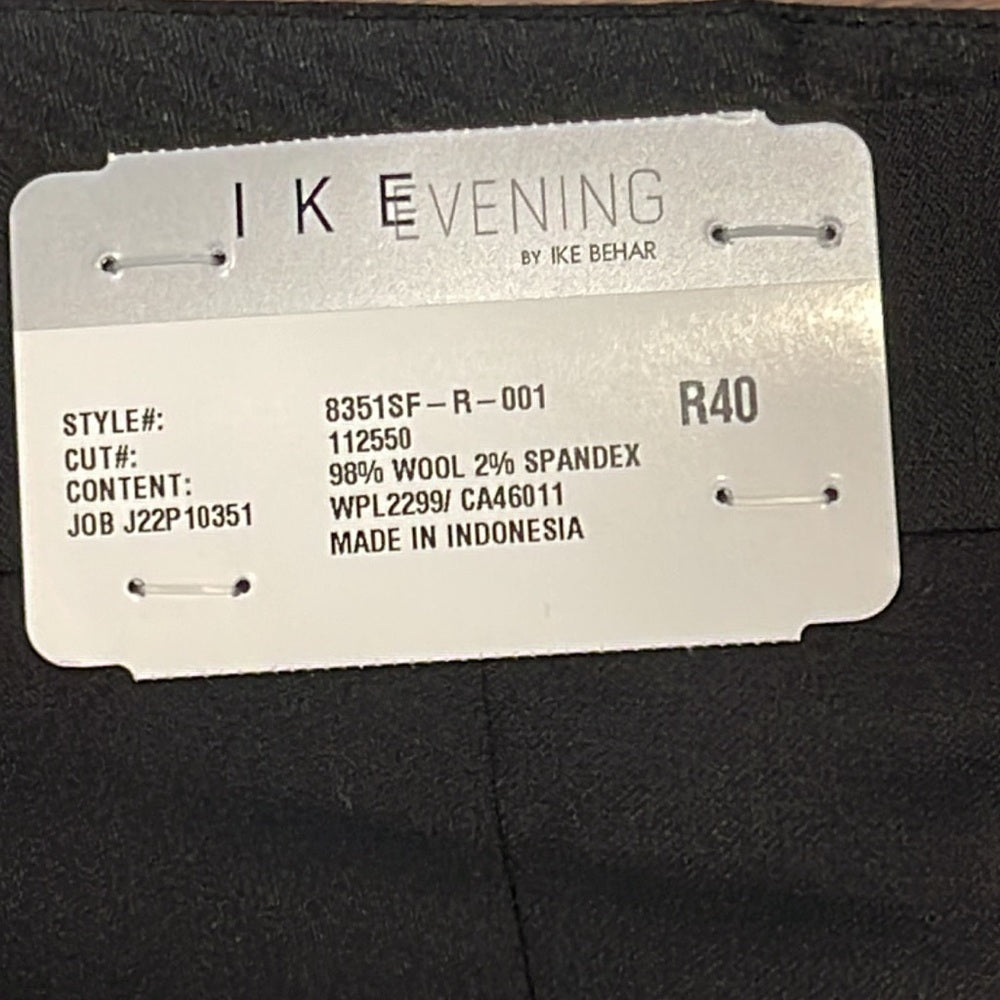 IKE EVENING
BY IKE BEHAR
STYLE#: 8351SF-R-001 R40
CUT#: 112550
CONTENT: 98% WOOL 2% SPANDEX
JOB J22P10351 WPL2299/ CA46011
MADE IN INDONESIA